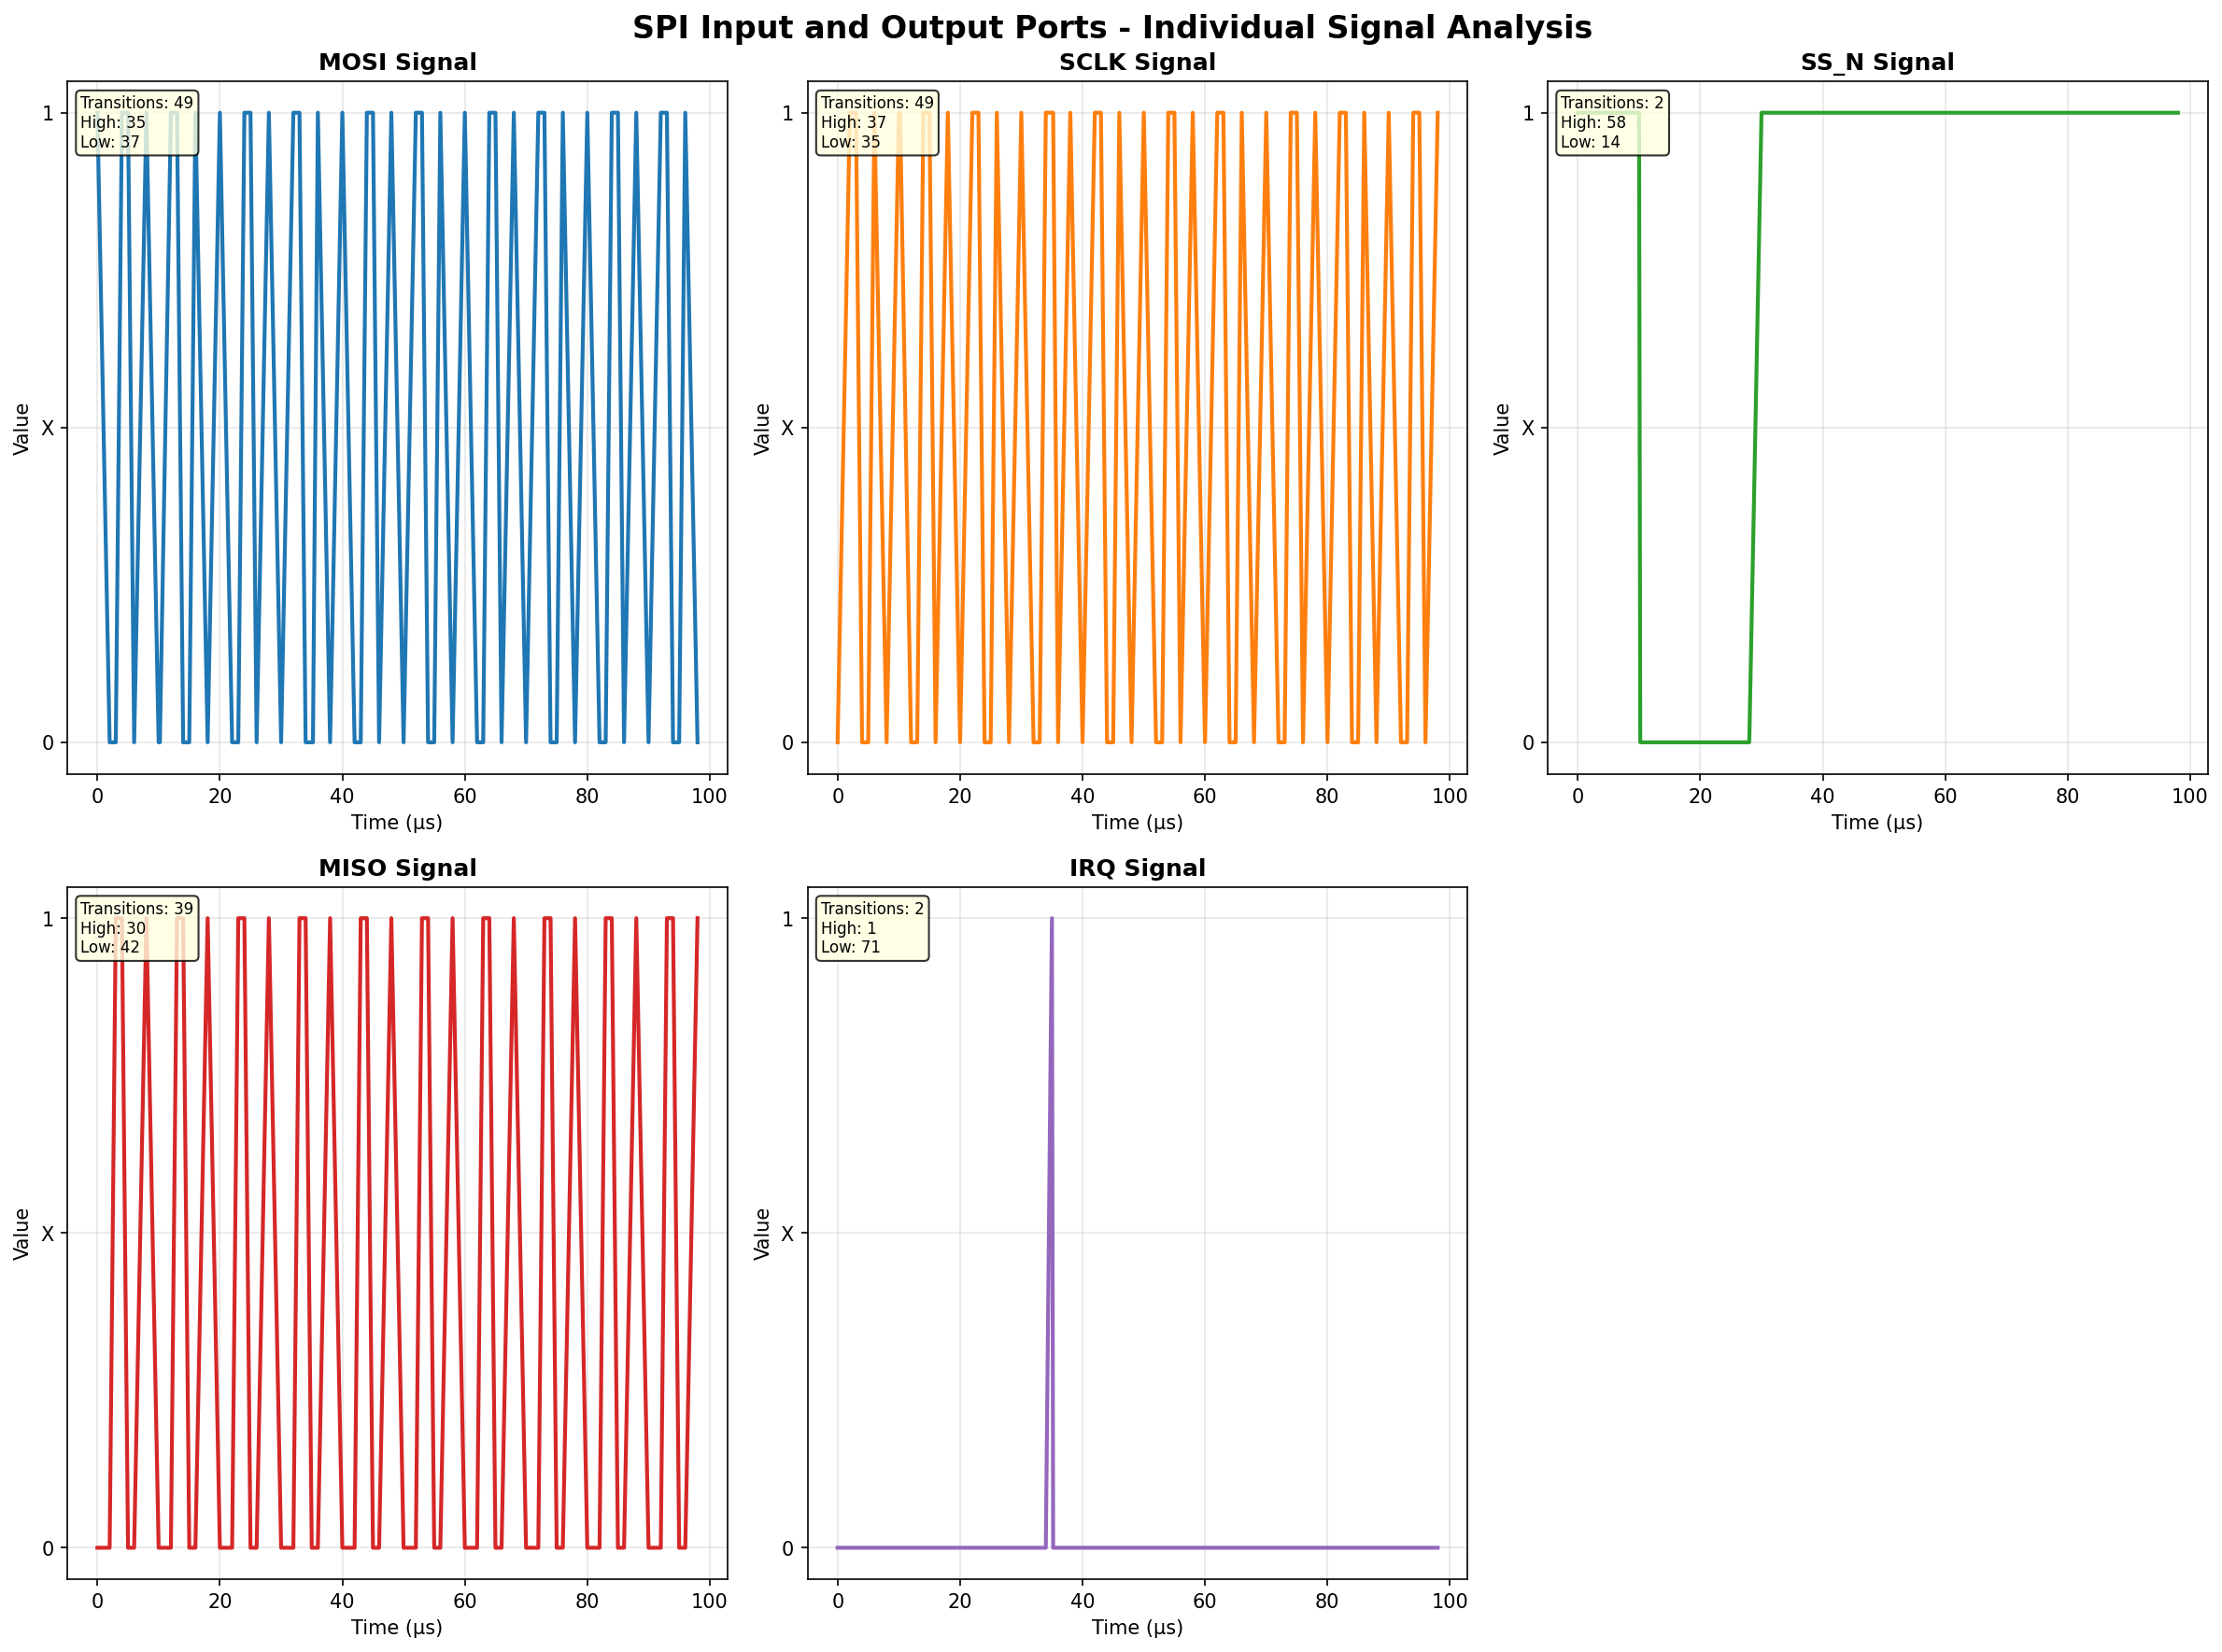 SPI Input and Output Ports - Individual Signal Analysis
MOSI Signal
Transitions: 49
High: 35
Low: 37
1
X
0
Value
0 20 40 60 80 100
Time (μs)
SCLK Signal
Transitions: 49
High: 37
Low: 35
1
X
0
Value
0 20 40 60 80 100
Time (μs)
SS_N Signal
Transitions: 2
High: 58
Low: 14
1
X
0
Value
0 20 40 60 80 100
Time (μs)
MISO Signal
Transitions: 39
High: 30
Low: 42
1
X
0
Value
0 20 40 60 80 100
Time (μs)
IRQ Signal
Transitions: 2
High: 1
Low: 71
1
X
0
Value
0 20 40 60 80 100
Time (μs)